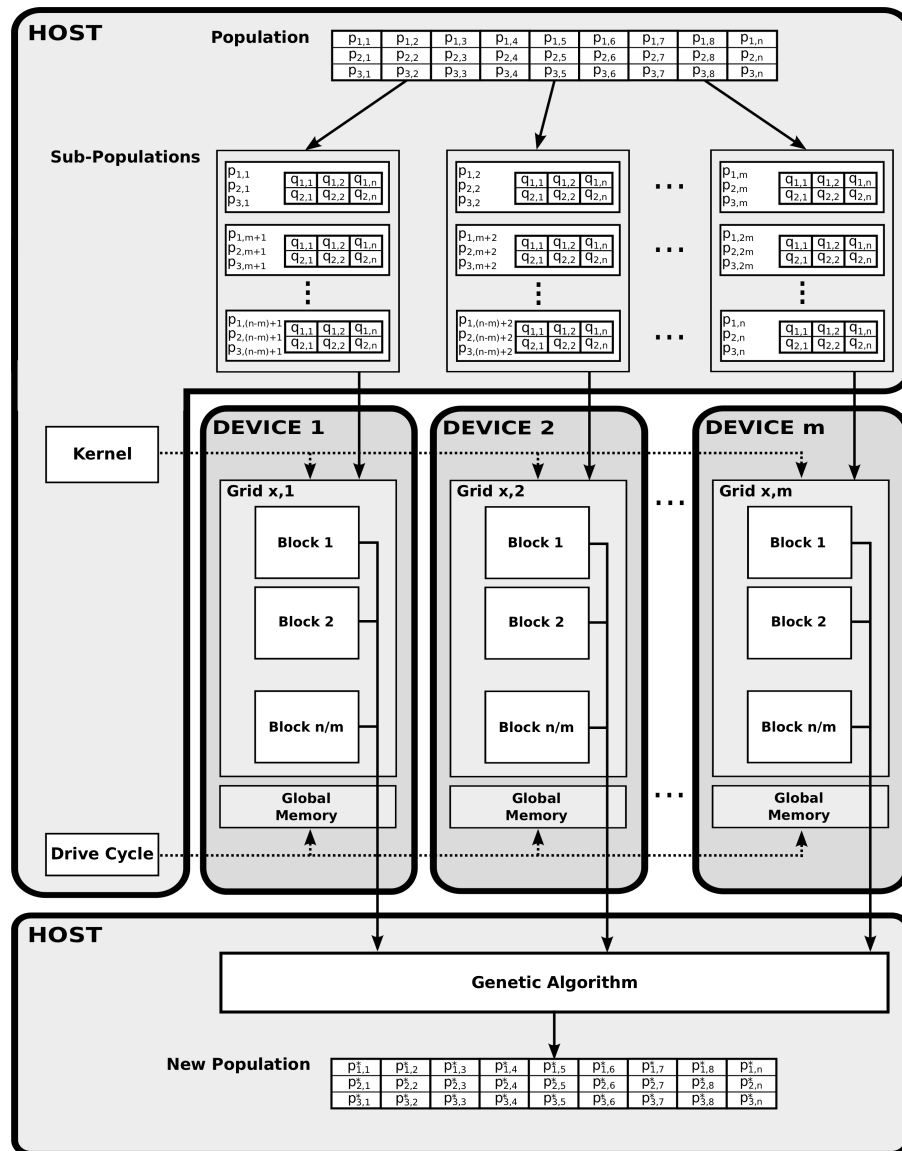 HOST
Population
p1,1 p1,2 p1,3 p1,4 p1,5 p1,6 p1,7 p1,8 p1,n
p2,1 p2,2 p2,3 p2,4 p2,5 p2,6 p2,7 p2,8 p2,n
p3,1 p3,2 p3,3 p3,4 p3,5 p3,6 p3,7 p3,8 p3,n
Sub-Populations
p1,1 q1,1 q1,2 q1,n
p2,1 q2,1 q2,2 q2,n
p3,1
p1,m+1 q1,1 q1,2 q1,n
p2,m+1 q2,1 q2,2 q2,n
p3,m+1
⋮
p1,(n-m)+1 q1,1 q1,2 q1,n
p2,(n-m)+1 q2,1 q2,2 q2,n
p3,(n-m)+1
p1,2 q1,1 q1,2 q1,n
p2,2 q2,1 q2,2 q2,n
p3,2
p1,m+2 q1,1 q1,2 q1,n
p2,m+2 q2,1 q2,2 q2,n
p3,m+2
⋮
p1,(n-m)+2 q1,1 q1,2 q1,n
p2,(n-m)+2 q2,1 q2,2 q2,n
p3,(n-m)+2
...
...
...
p1,m q1,1 q1,2 q1,n
p2,m q2,1 q2,2 q2,n
p3,m
p1,2m q1,1 q1,2 q1,n
p2,2m q2,1 q2,2 q2,n
p3,2m
⋮
p1,n q1,1 q1,2 q1,n
p2,n q2,1 q2,2 q2,n
p3,n
Kernel
Drive Cycle
DEVICE 1
Grid x,1
Block 1
Block 2
Block n/m
Global
Memory
DEVICE 2
Grid x,2
Block 1
Block 2
Block n/m
Global
Memory
...
...
DEVICE m
Grid x,m
Block 1
Block 2
Block n/m
Global
Memory
HOST
Genetic Algorithm
New Population
p*1,1 p*1,2 p*1,3 p*1,4 p*1,5 p*1,6 p*1,7 p*1,8 p*1,n
p*2,1 p*2,2 p*2,3 p*2,4 p*2,5 p*2,6 p*2,7 p*2,8 p*2,n
p*3,1 p*3,2 p*3,3 p*3,4 p*3,5 p*3,6 p*3,7 p*3,8 p*3,n